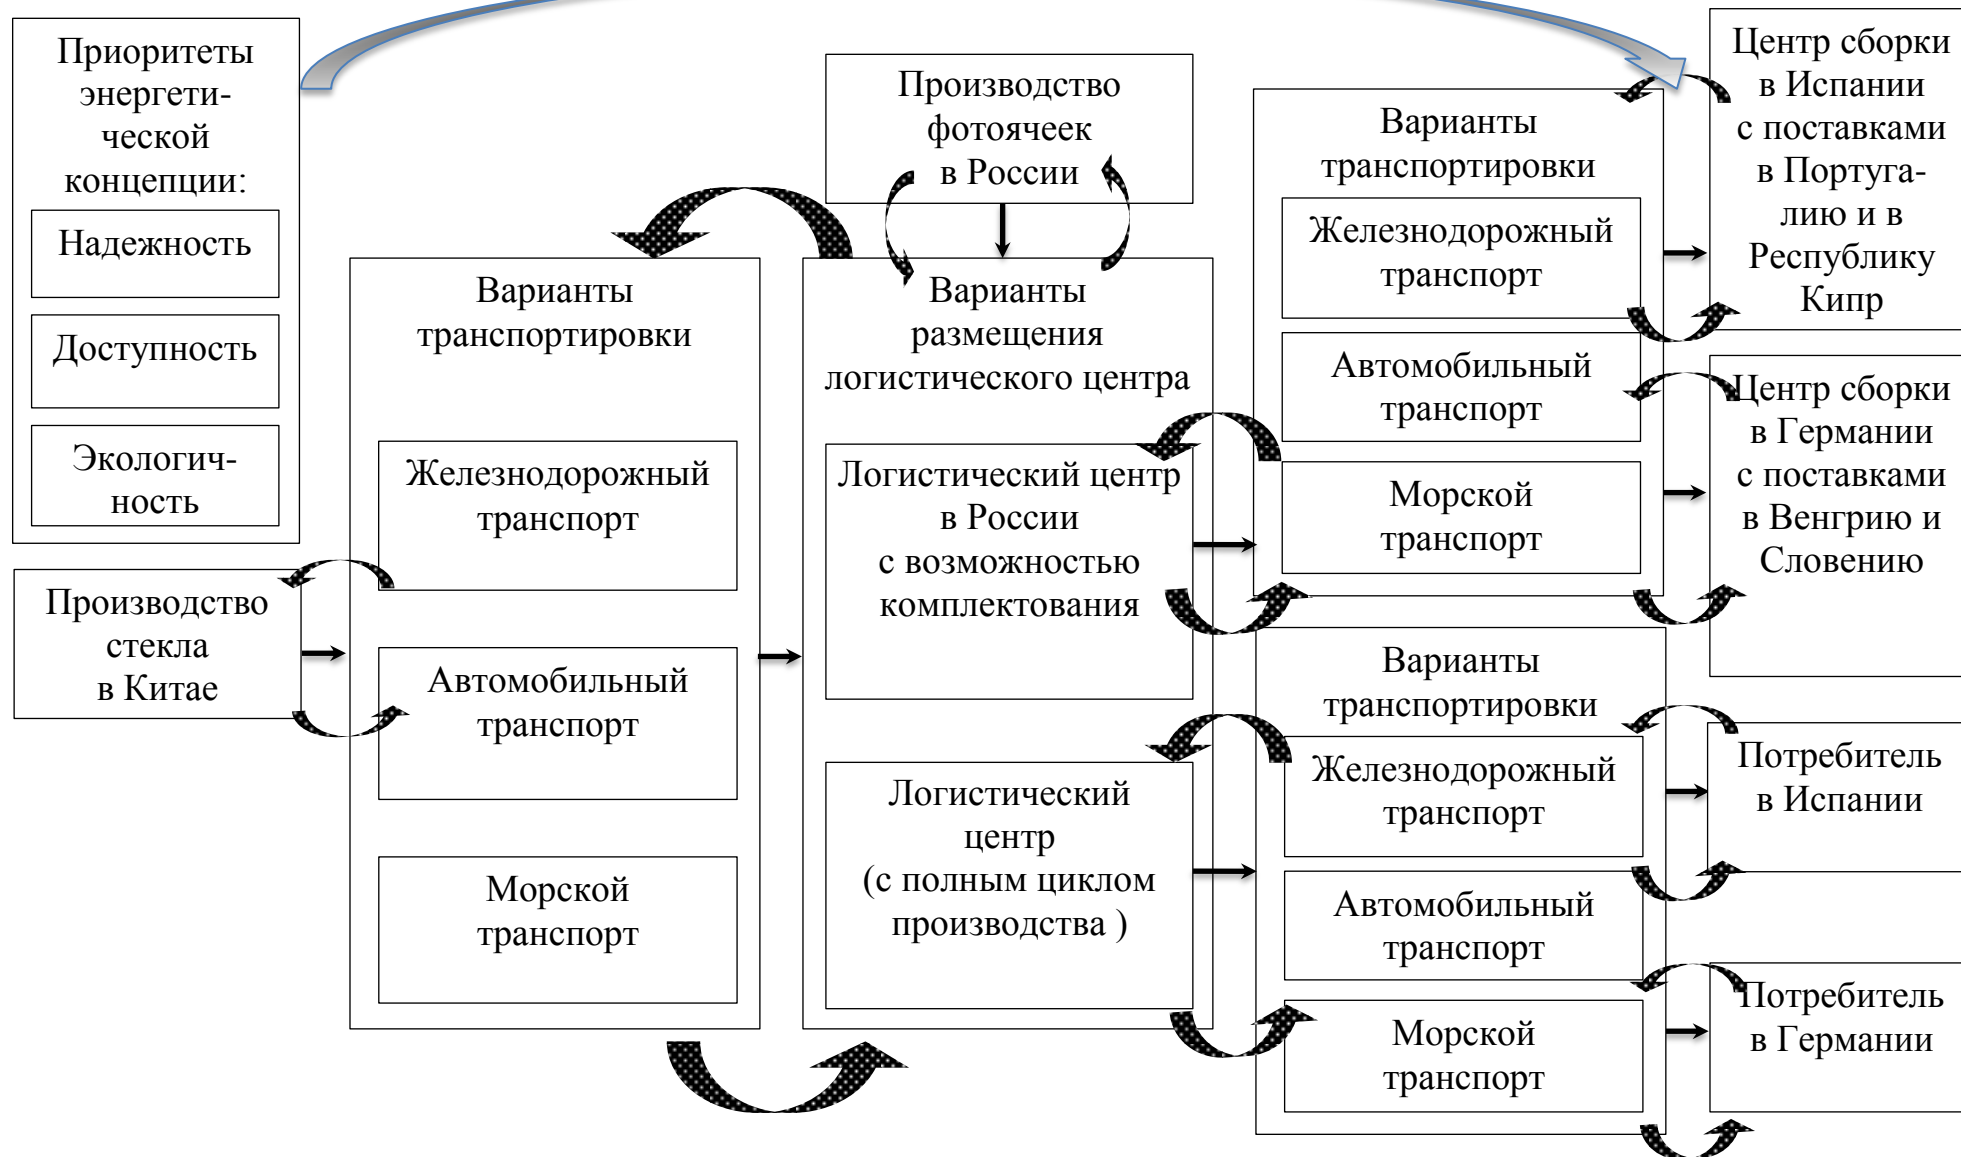 Приоритеты
энергети-
ческой
концепции:
Надежность
Доступность
Экологич-
ность
Производство
стекла
в Китае
Варианты
транспортировки
Железнодорожный
транспорт
Автомобильный
транспорт
Морской
транспорт
Производство
фотоячеек
в России
Варианты
размещения
логистического центра
Логистический центр
в России
с возможностью
комплектования
Логистический
центр
(с полным циклом
производства )
Варианты
транспортировки
Железнодорожный
транспорт
Автомобильный
транспорт
Морской
транспорт
Варианты
транспортировки
Железнодорожный
транспорт
Автомобильный
транспорт
Морской
транспорт
Центр сборки
в Испании
с поставками
в Португа-
лию и в
Республику
Кипр
Центр сборки
в Германии
с поставками
в Венгрию и
Словению
Потребитель
в Испании
Потребитель
в Германии